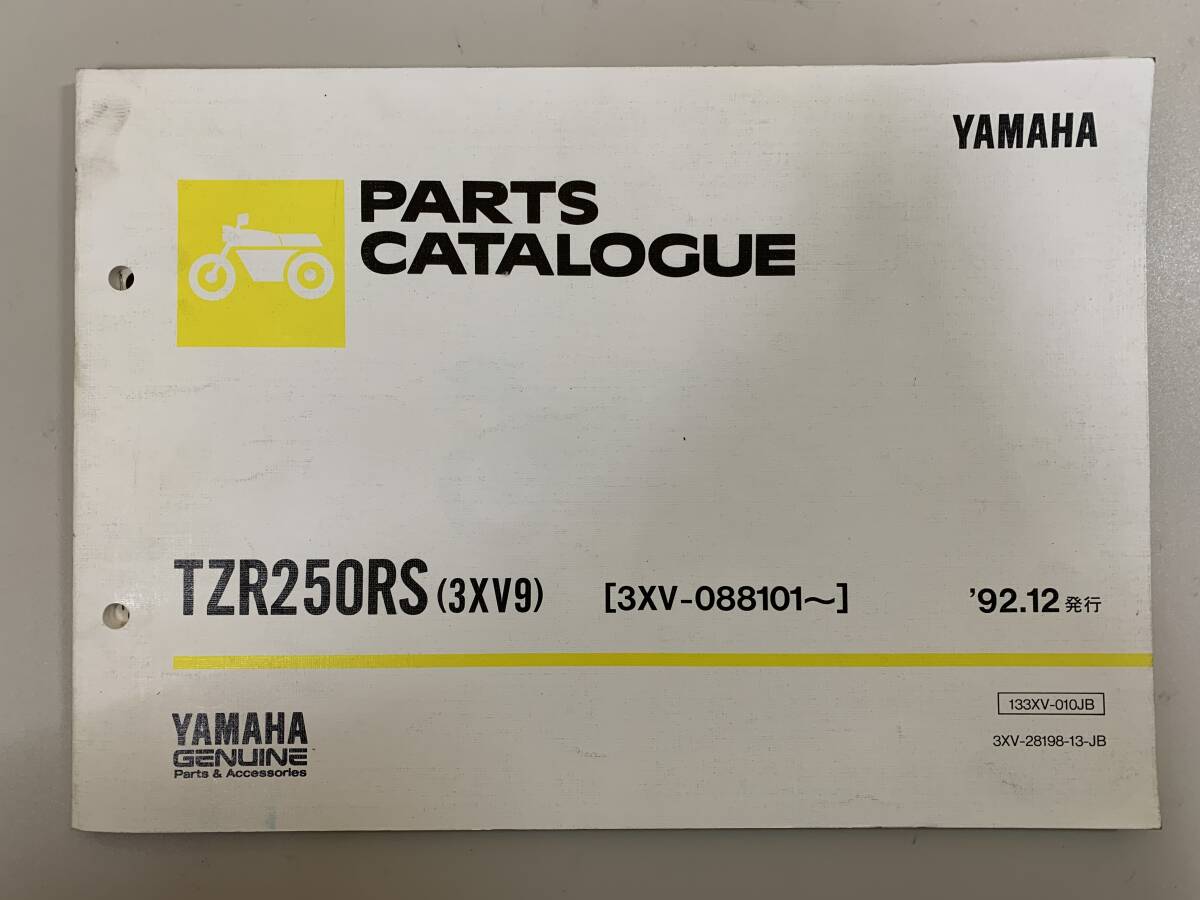 YAMAHA
PARTS
CATALOGUE
TZR250RS (3XV9) [3XV-088101～] '92.12 発行
133XV-010JB
3XV-28198-13-JB
YAMAHA
GENUINE
Parts & Accessories